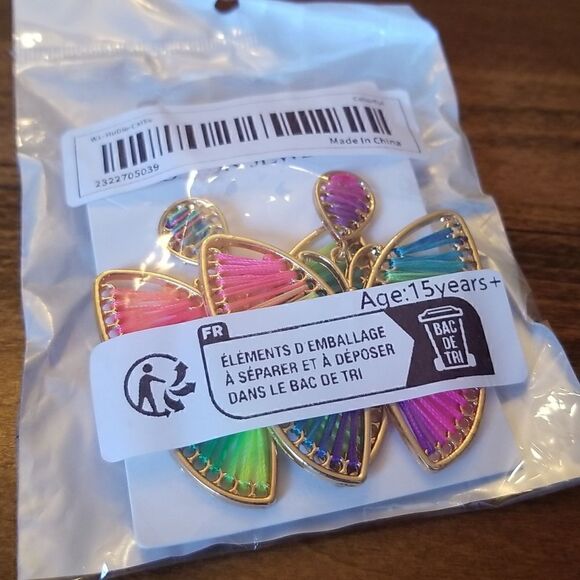 Colorful
2322705039
Made In China
Age:15years+
FR
ÉLÉMENTS D EMBALLAGE
À SÉPARER ET À DÉPOSER
DANS LE BAC DE TRI
BAC
DE
TRI